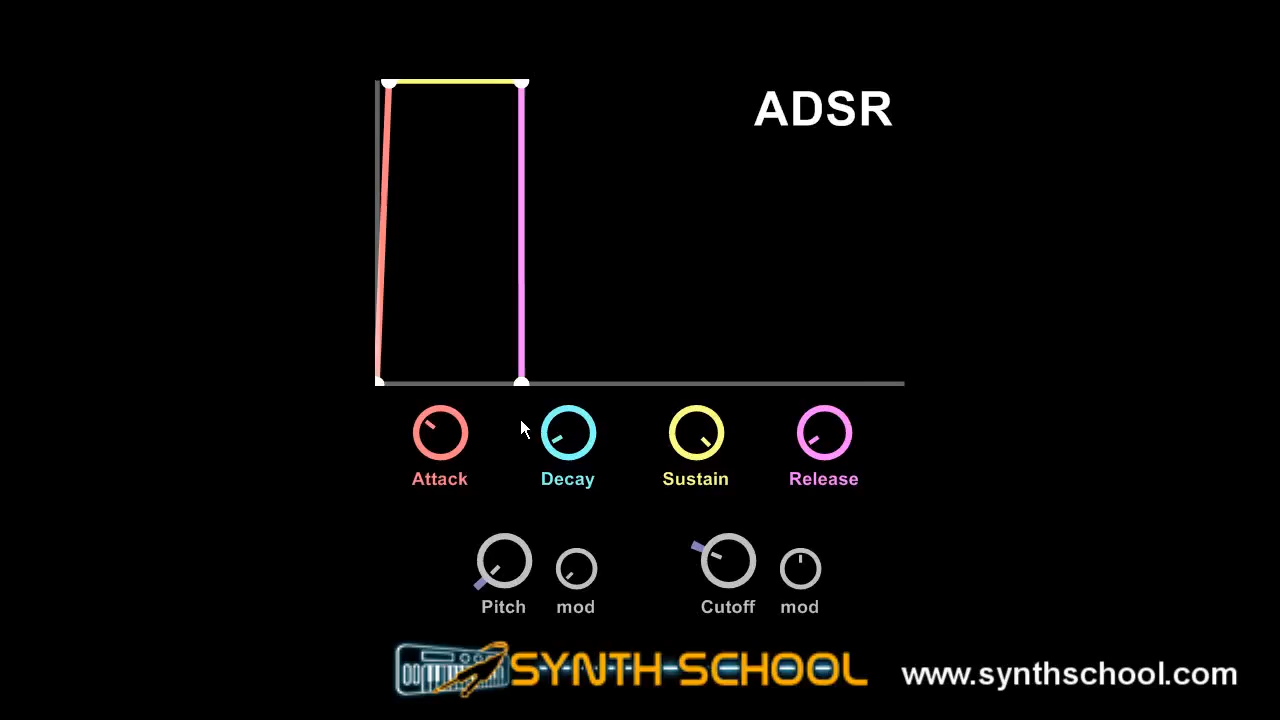 ADSR
Attack Decay Sustain Release
Pitch mod Cutoff mod
SYNTH-SCHOOL www.synthschool.com